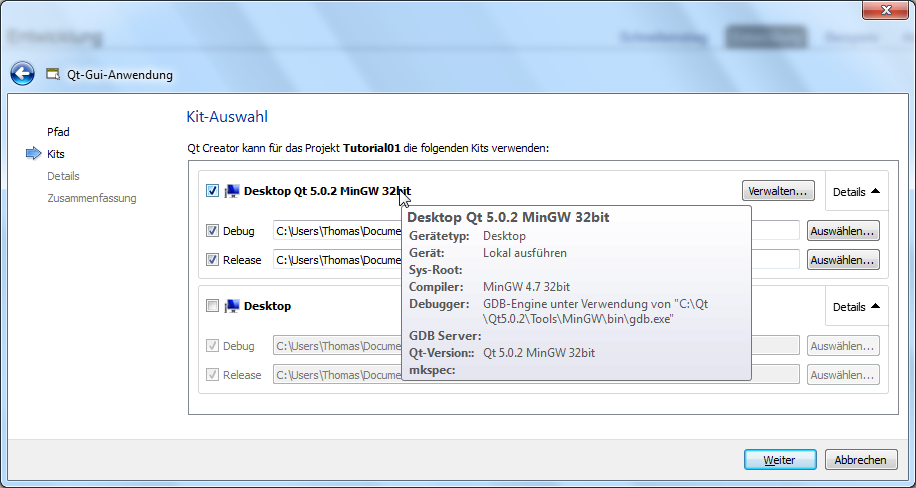 Entwicklung
Qt-Gui-Anwendung
Kit-Auswahl
Pfad
Kits
Details
Zusammenfassung
Qt Creator kann für das Projekt Tutorial01 die folgenden Kits verwenden:
Desktop Qt 5.0.2 MinGW 32bit
Verwalten...
Details
Debug
C:\Users\Thomas\Docume
Auswählen...
Release
C:\Users\Thomas\Docume
Auswählen...
Desktop Qt 5.0.2 MinGW 32bit
Gerätetyp: Desktop
Gerät: Lokal ausführen
Sys-Root:
Compiler: MinGW 4.7 32bit
Debugger: GDB-Engine unter Verwendung von "C:\Qt
\Qt5.0.2\Tools\MinGW\bin\gdb.exe"
GDB Server:
Qt-Version:: Qt 5.0.2 MinGW 32bit
mkspec:
Desktop
Details
Debug
C:\Users\Thomas\Docume
Auswählen...
Release
C:\Users\Thomas\Docume
Auswählen...
Weiter
Abbrechen